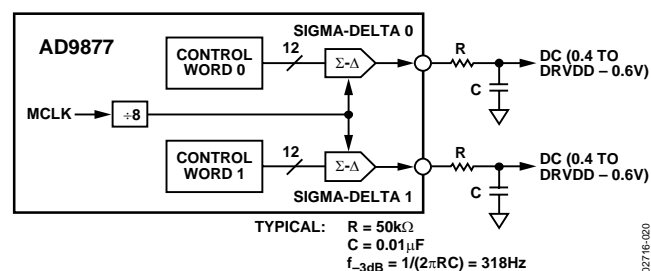 AD9877
SIGMA-DELTA 0
CONTROL
WORD 0
12
Σ-Δ
R
C
DC (0.4 TO
DRVDD – 0.6V)
MCLK
÷8
CONTROL
WORD 1
12
Σ-Δ
SIGMA-DELTA 1
R
C
DC (0.4 TO
DRVDD – 0.6V)
TYPICAL: R = 50kΩ
C = 0.01μF
f–3dB = 1/(2πRC) = 318Hz
02716-020